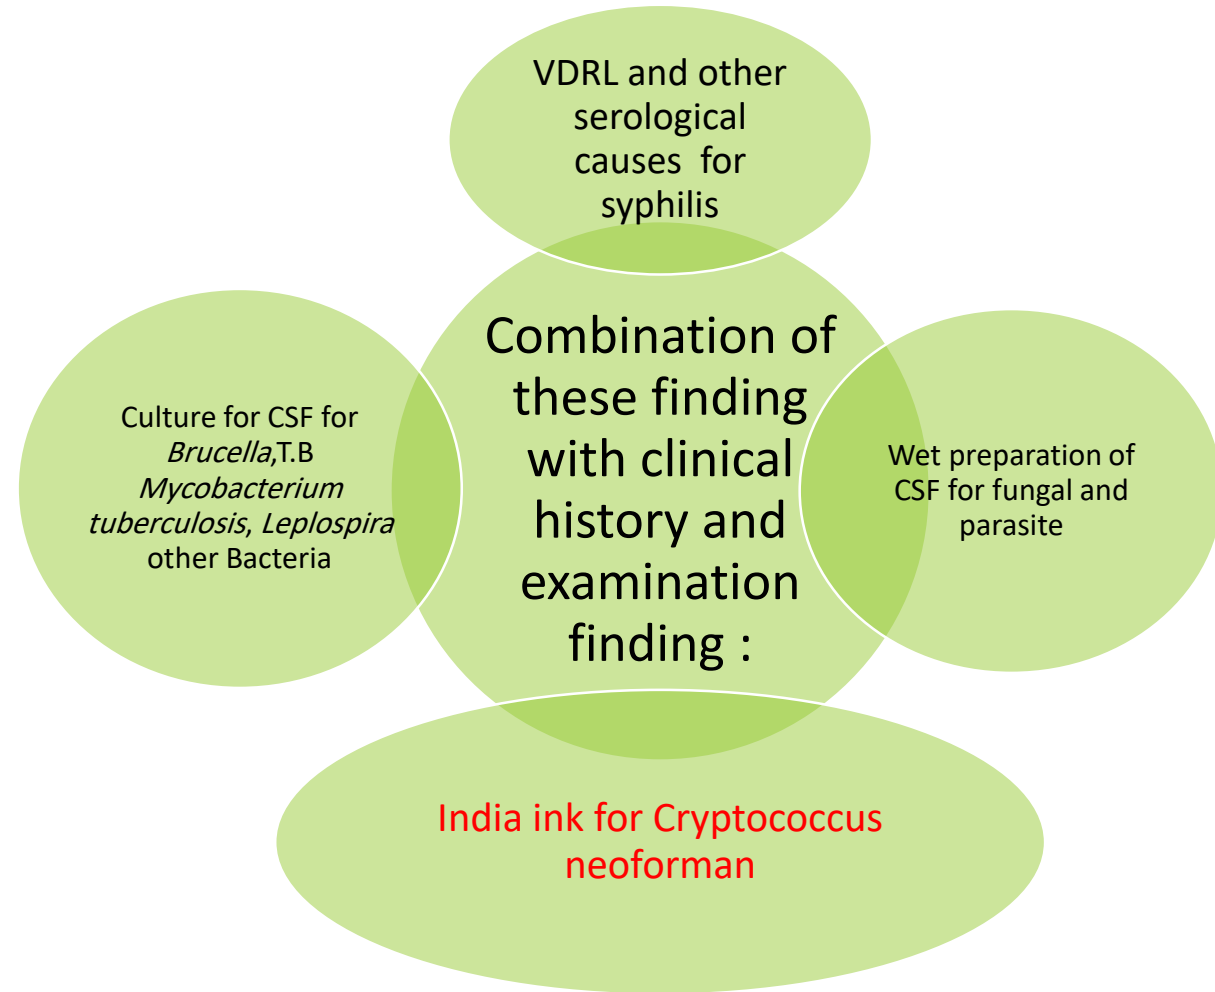 VDRL and other
serological
causes for
syphilis
Combination of
these finding
with clinical
history and
examination
finding :
Culture for CSF for
Brucella,T.B
Mycobacterium
tuberculosis, Leplospira
other Bacteria
Wet preparation of
CSF for fungal and
parasite
India ink for Cryptococcus
neoforman